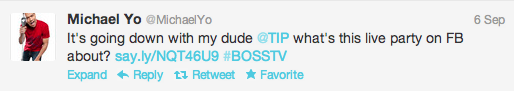 Michael Yo @MichaelYo 6 Sep
It's going down with my dude @TIP what's this live party on FB
about? say.ly/NQT46U9 #BOSSTV
Expand Reply Retweet Favorite